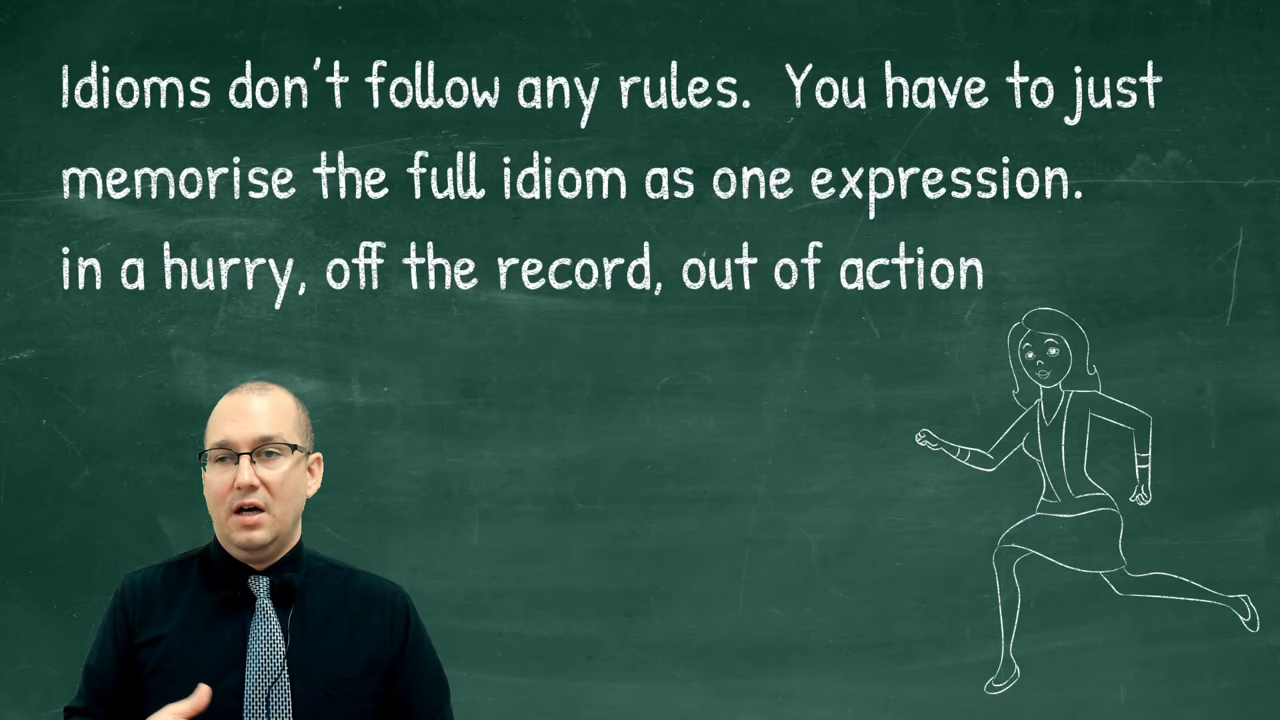 Idioms don't follow any rules.  You have to just
memorise the full idiom as one expression.
in a hurry, off the record, out of action